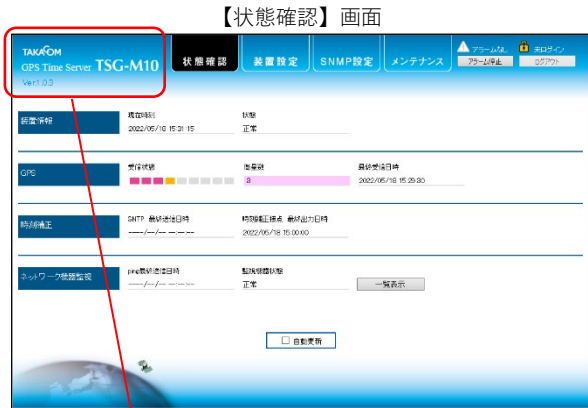 【状態確認】画面
TAKACOM
GPS Time Server TSG-M10
Ver1.0.3
状態確認 装置設定 SNMP設定 メンテナンス
アラームなし 未ログイン
アラーム停止 ログアウト
装置情報
現在時刻 状態
2022/05/18 15:31:15 正常
GPS
受信状態 衛星数 最終受信日時
8 2022/05/18 15:29:30
時刻補正
SNTP 最終送信日時 時刻補正接点 最終出力日時
----/--/-- --:--:-- 2022/05/18 15:00:00
ネットワーク機器監視
ping最終送信日時 監視機器状態
----/--/-- --:--:-- 正常 一覧表示
自動更新